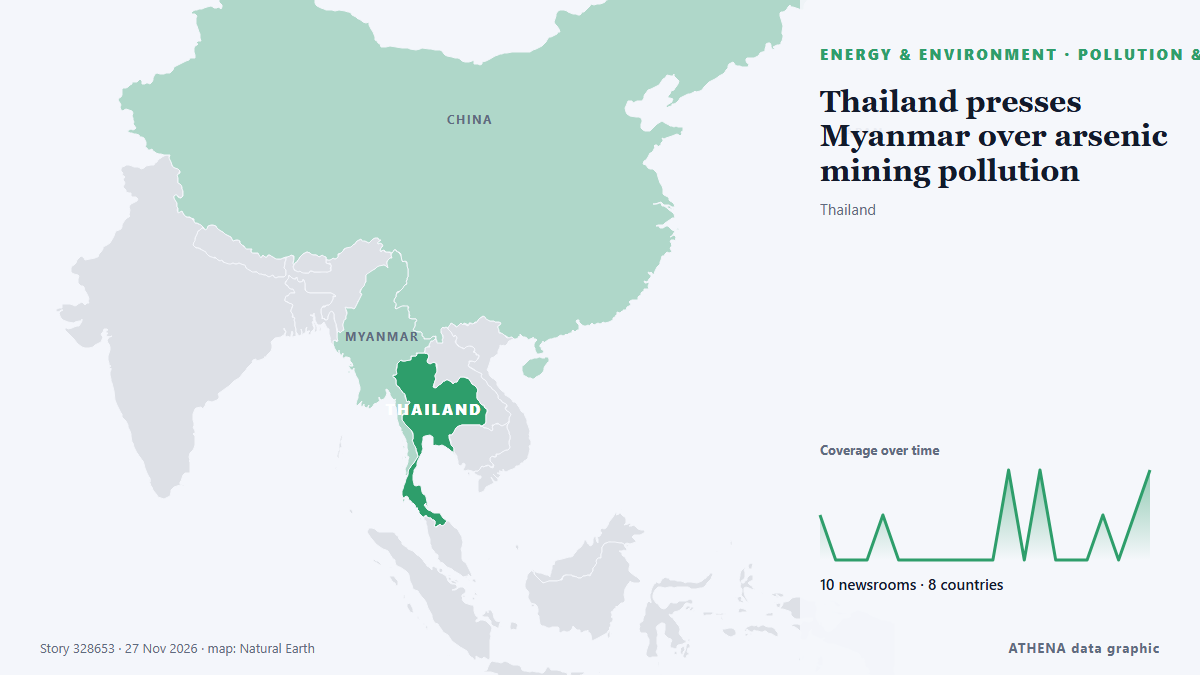 ENERGY & ENVIRONMENT · POLLUTION &
Thailand presses
Myanmar over arsenic
mining pollution
Thailand
CHINA
MYANMAR
THAILAND
Coverage over time
10 newsrooms · 8 countries
Story 328653 · 27 Nov 2026 · map: Natural Earth
ATHENA data graphic